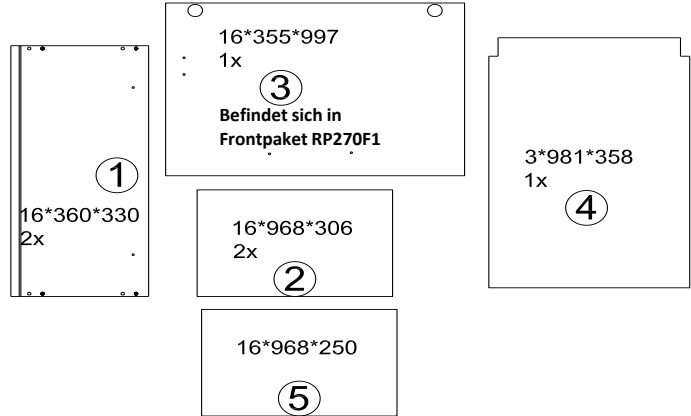 16*360*330
2x
1
16*355*997
1x
3
Befindet sich in
Frontpaket RP270F1
16*968*306
2x
2
16*968*250
5
3*981*358
1x
4